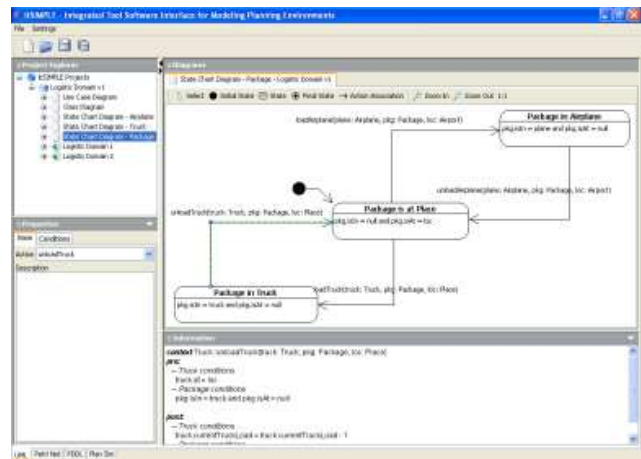 itSIMPLE - Integrated Tool Software Interface for Modeling Planning Environments
File Settings
Project Explorer
itSIMPLE Projects
Logistic Domain v1
Use Case Diagram
Class Diagram
State Chart Diagram - Airplane
State Chart Diagram - Truck
State Chart Diagram - Package
Logistic Domain 1
Logistic Domain 2
Properties
Base Conditions
Action unloadTruck
Description
Diagrams
State Chart Diagram - Package - Logistic Domain v1
Select Initial State State Final State Action Association Zoom In Zoom Out 1:1
loadAirplane(plane: Airplane, pkg: Package, loc: Airport)
Package in Airplane
pkg.isIn = plane and pkg.isAt = null
unloadAirplane(plane: Airplane, pkg: Package, loc: Airport)
unloadTruck(truck: Truck, pkg: Package, loc: Place)
Package is at Place
pkg.isIn = null and pkg.isAt = loc
Package in Truck
pkg.isIn = truck and pkg.isAt = null
loadTruck(truck: Truck, pkg: Package, loc: Place)
Information
context Truck::unloadTruck(truck: Truck, pkg: Package, loc: Place)
pre:
-- Truck conditions
truck.at = loc
-- Package conditions
pkg.isIn = truck and pkg.isAt = null
post:
-- Truck conditions
truck.currentTruckLoad = truck.currentTruckLoad - 1
-- Package conditions
UML Petri Net PDDL Plan Sim